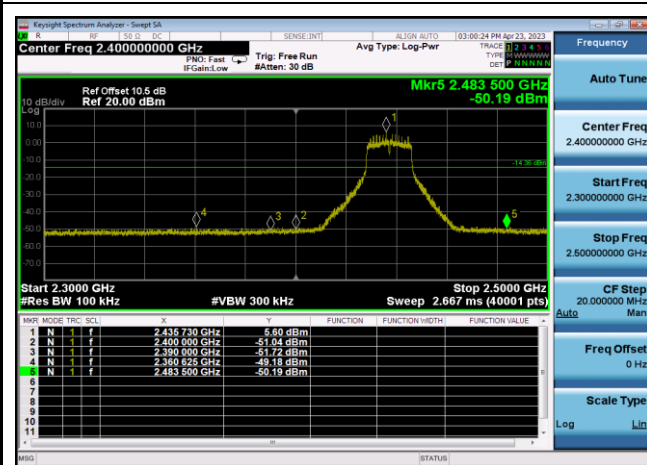 Keysight Spectrum Analyzer - Swept SA
R RF 50 Ω DC SENSE:INT ALIGN AUTO 03:00:24 PM Apr 23, 2023
Center Freq 2.400000000 GHz
PNO: Fast
IFGain:Low
Trig: Free Run
#Atten: 30 dB
Avg Type: Log-Pwr
TRACE 1 2 3 4 5 6
TYPE M WWWWW
DET P N N N N N
Mkr5 2.483 500 GHz
-50.19 dBm
Ref Offset 10.5 dB
10 dB/div Ref 20.00 dBm
Log
10.0
0.00
-10.0
-20.0
-30.0
-40.0
-50.0
-60.0
-70.0
1
-14.36 dBm
4
3
2
5
Start 2.3000 GHz Stop 2.5000 GHz
#Res BW 100 kHz #VBW 300 kHz Sweep 2.667 ms (40001 pts)
MKR MODE TRC SCL X Y FUNCTION FUNCTION WIDTH FUNCTION VALUE
1 N 1 f 2.435 730 GHz 5.60 dBm
2 N 1 f 2.400 000 GHz -51.04 dBm
3 N 1 f 2.390 000 GHz -51.72 dBm
4 N 1 f 2.360 625 GHz -49.18 dBm
5 N 1 f 2.483 500 GHz -50.19 dBm
6
7
8
9
10
11
MSG STATUS
Frequency
Auto Tune
Center Freq
2.400000000 GHz
Start Freq
2.300000000 GHz
Stop Freq
2.500000000 GHz
CF Step
20.000000 MHz
Auto Man
Freq Offset
0 Hz
Scale Type
Log Lin